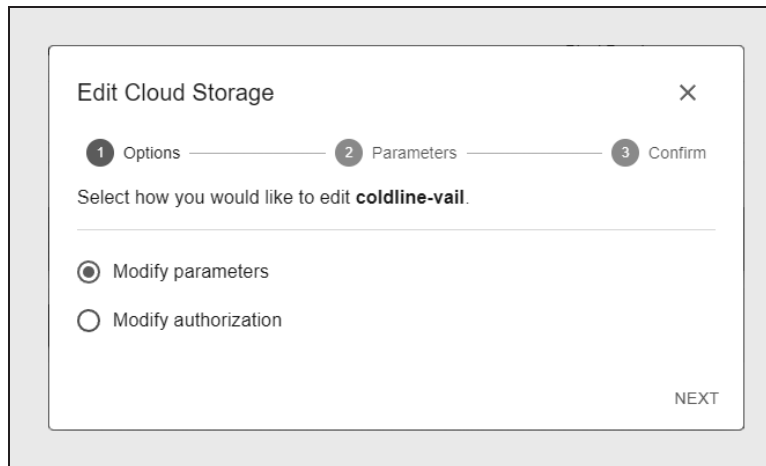 Edit Cloud Storage
1 Options 2 Parameters 3 Confirm
Select how you would like to edit coldline-vail.
Modify parameters
Modify authorization
NEXT